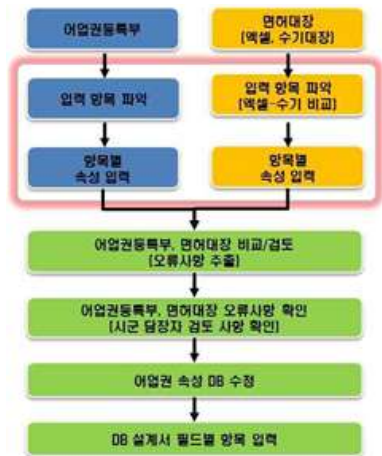 어업권등록부
면허대장
[엑셀, 수기대장]
입력 항목 파악
입력 항목 파악
[엑셀-수기 비교]
항목별
속성 입력
항목별
속성 입력
어업권등록부, 면허대장 비교/검토
[오류사항 추출]
어업권등록부, 면허대장 오류사항 확인
[시군 담당자 검토 사항 확인]
어업권 속성 DB 수정
DB 설계서 필드별 항목 입력